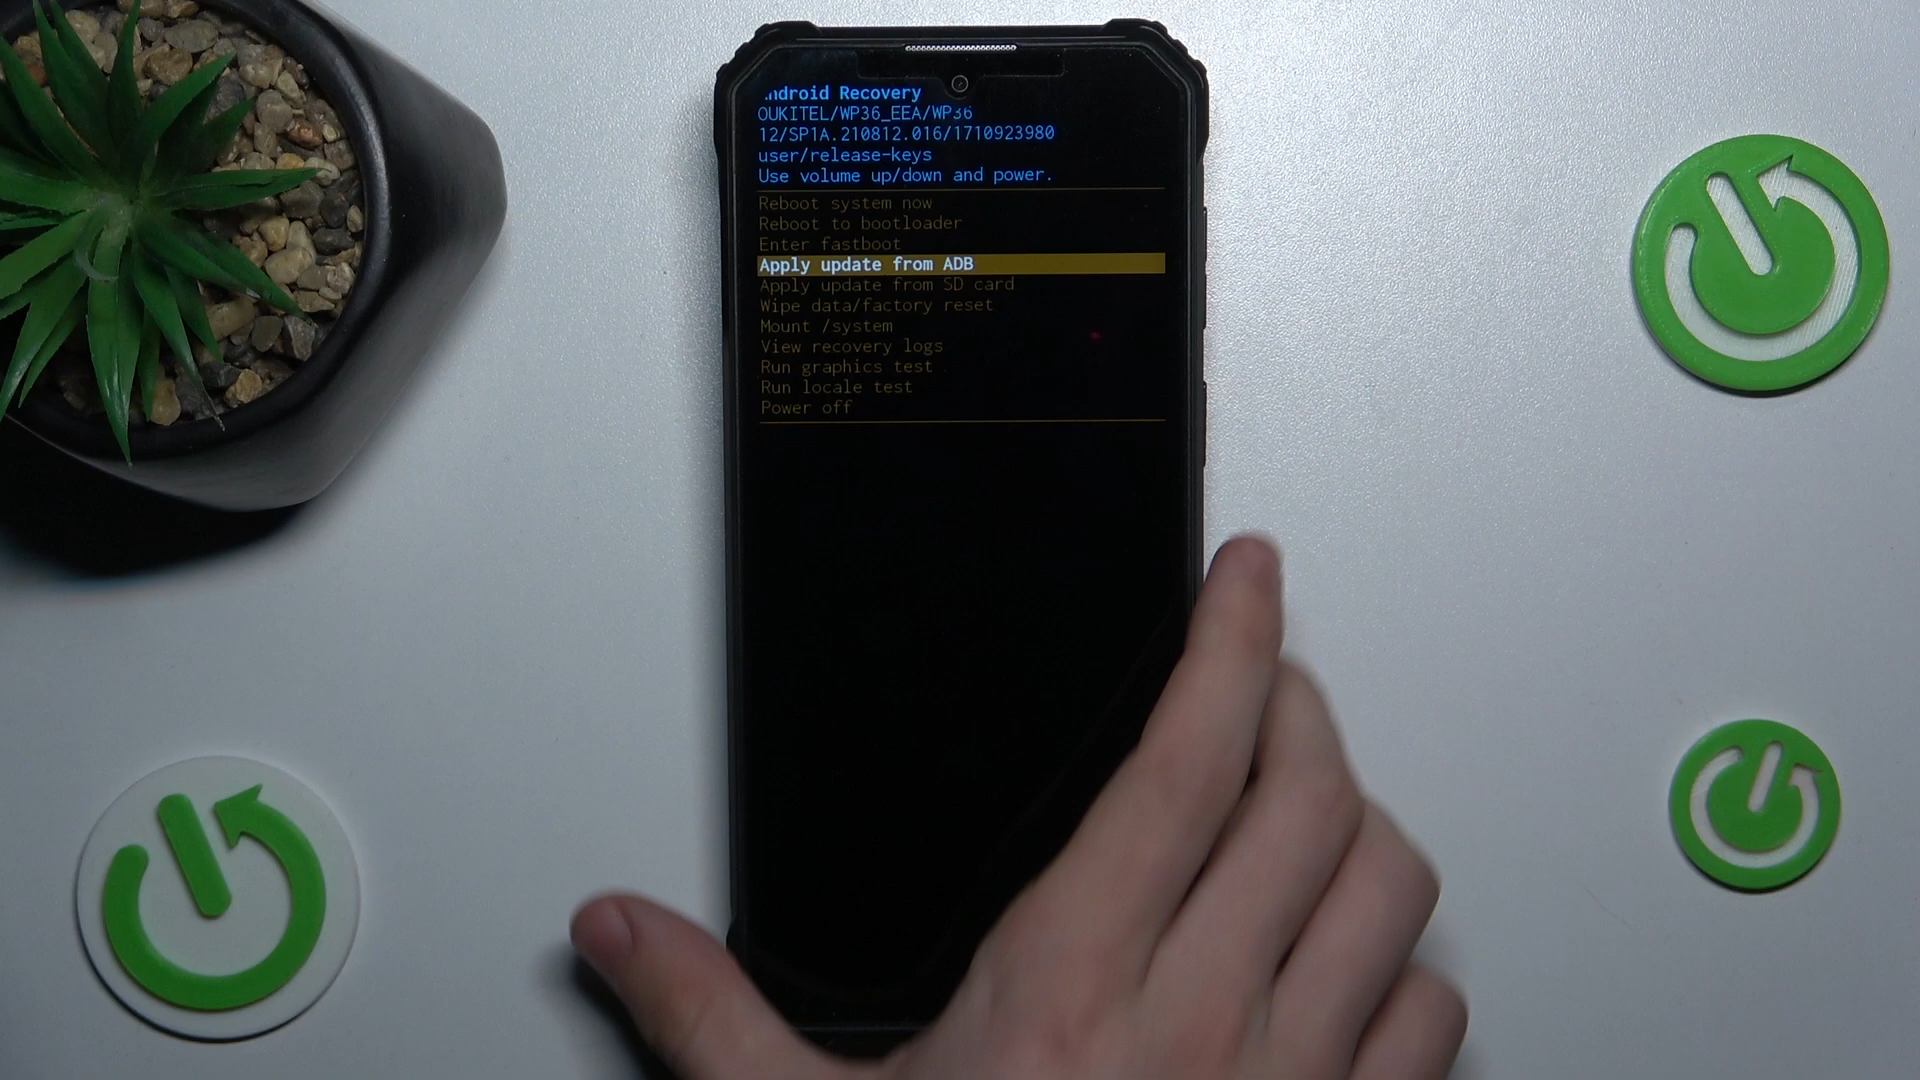 ndroid Recovery
OUKITEL/WP36_EEA/WP36
12/SP1A.210812.016/1710923980
user/release-keys
Use volume up/down and power.
Reboot system now
Reboot to bootloader
Enter fastboot
Apply update from ADB
Apply update from SD card
Wipe data/factory reset
Mount /system
View recovery logs
Run graphics test
Run locale test
Power off